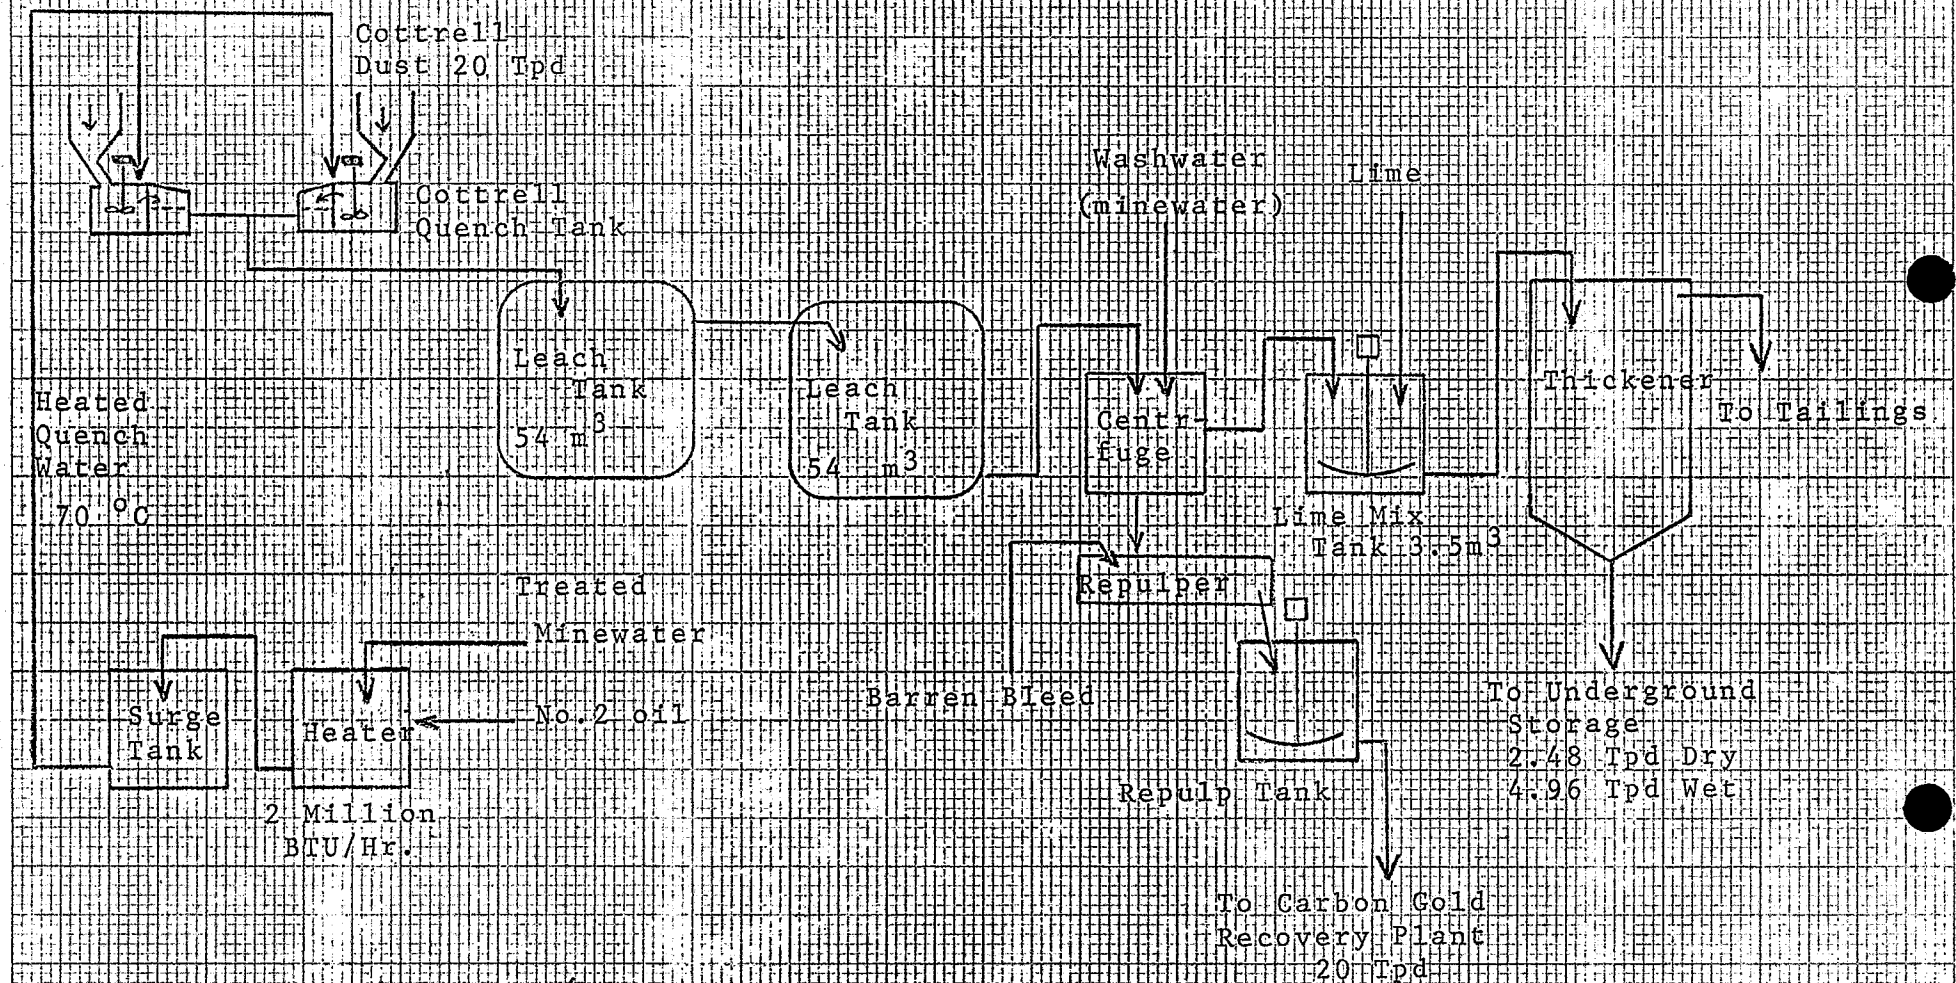 Cottrell
Dust 20 Tpd
Cottrell
Quench Tank
Washwater
(minewater)
Lime
Leach
Tank
54 m3
Leach
Tank
54 m3
Centr-
fuge
Thickener
To Tailings
Heated
Quench
Water
70 °C
Lime Mix
Tank 3.5m3
Repulper
Treated
Minewater
No.2 oil
Barren Bleed
Surge
Tank
Heater
2 Million
BTU/Hr.
Repulp Tank
To Underground
Storage
2.48 Tpd Dry
4.96 Tpd Wet
To Carbon Gold
Recovery Plant
20 Tpd